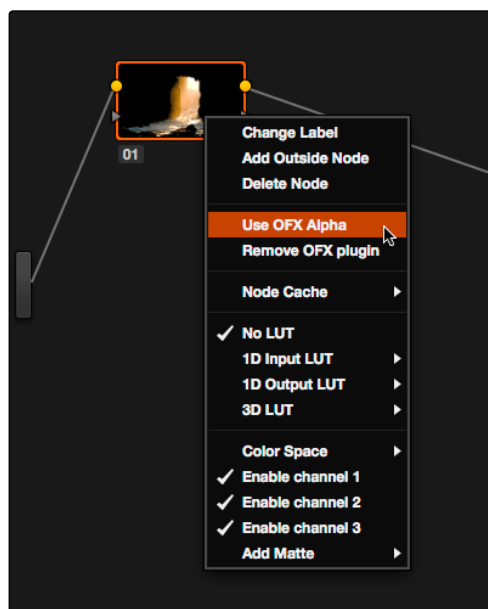 01
Change Label
Add Outside Node
Delete Node
Use OFX Alpha
Remove OFX plugin
Node Cache
No LUT
1D Input LUT
1D Output LUT
3D LUT
Color Space
Enable channel 1
Enable channel 2
Enable channel 3
Add Matte